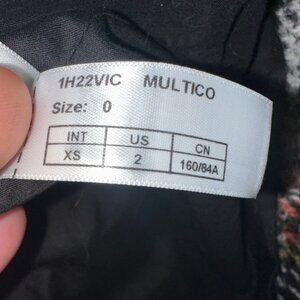 1H22VIC MULTICO
Size: 0
INT US CN
XS 2 160/84A